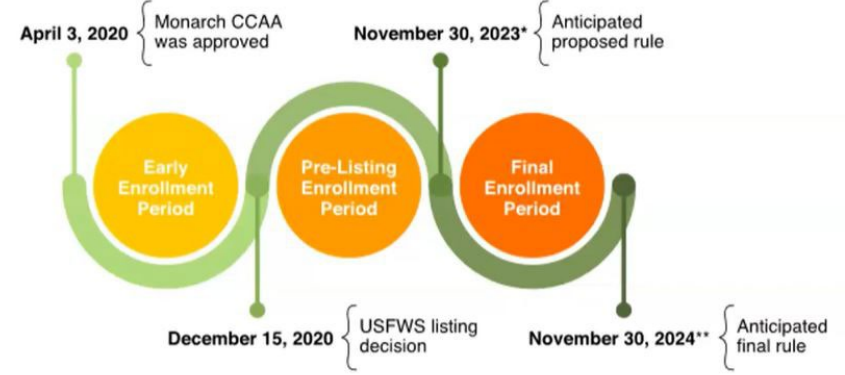 April 3, 2020
Monarch CCAA
was approved
November 30, 2023*
Anticipated
proposed rule
Early
Enrollment
Period
Pre-Listing
Enrollment
Period
Final
Enrollment
Period
December 15, 2020
USFWS listing
decision
November 30, 2024**
Anticipated
final rule